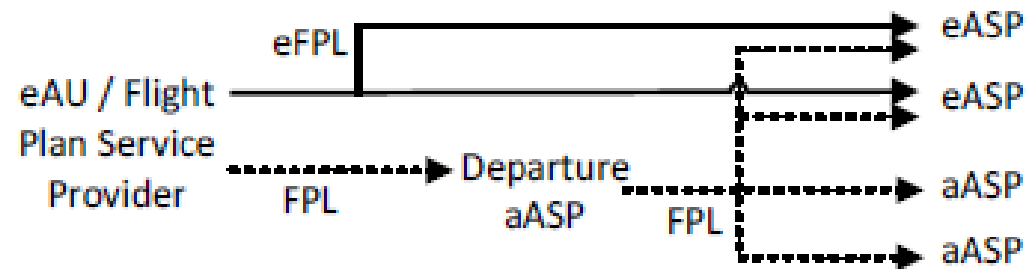 eASP
eFPL
eAU / Flight
Plan Service
Provider
eASP
FPL
Departure
aASP
FPL
aASP
aASP